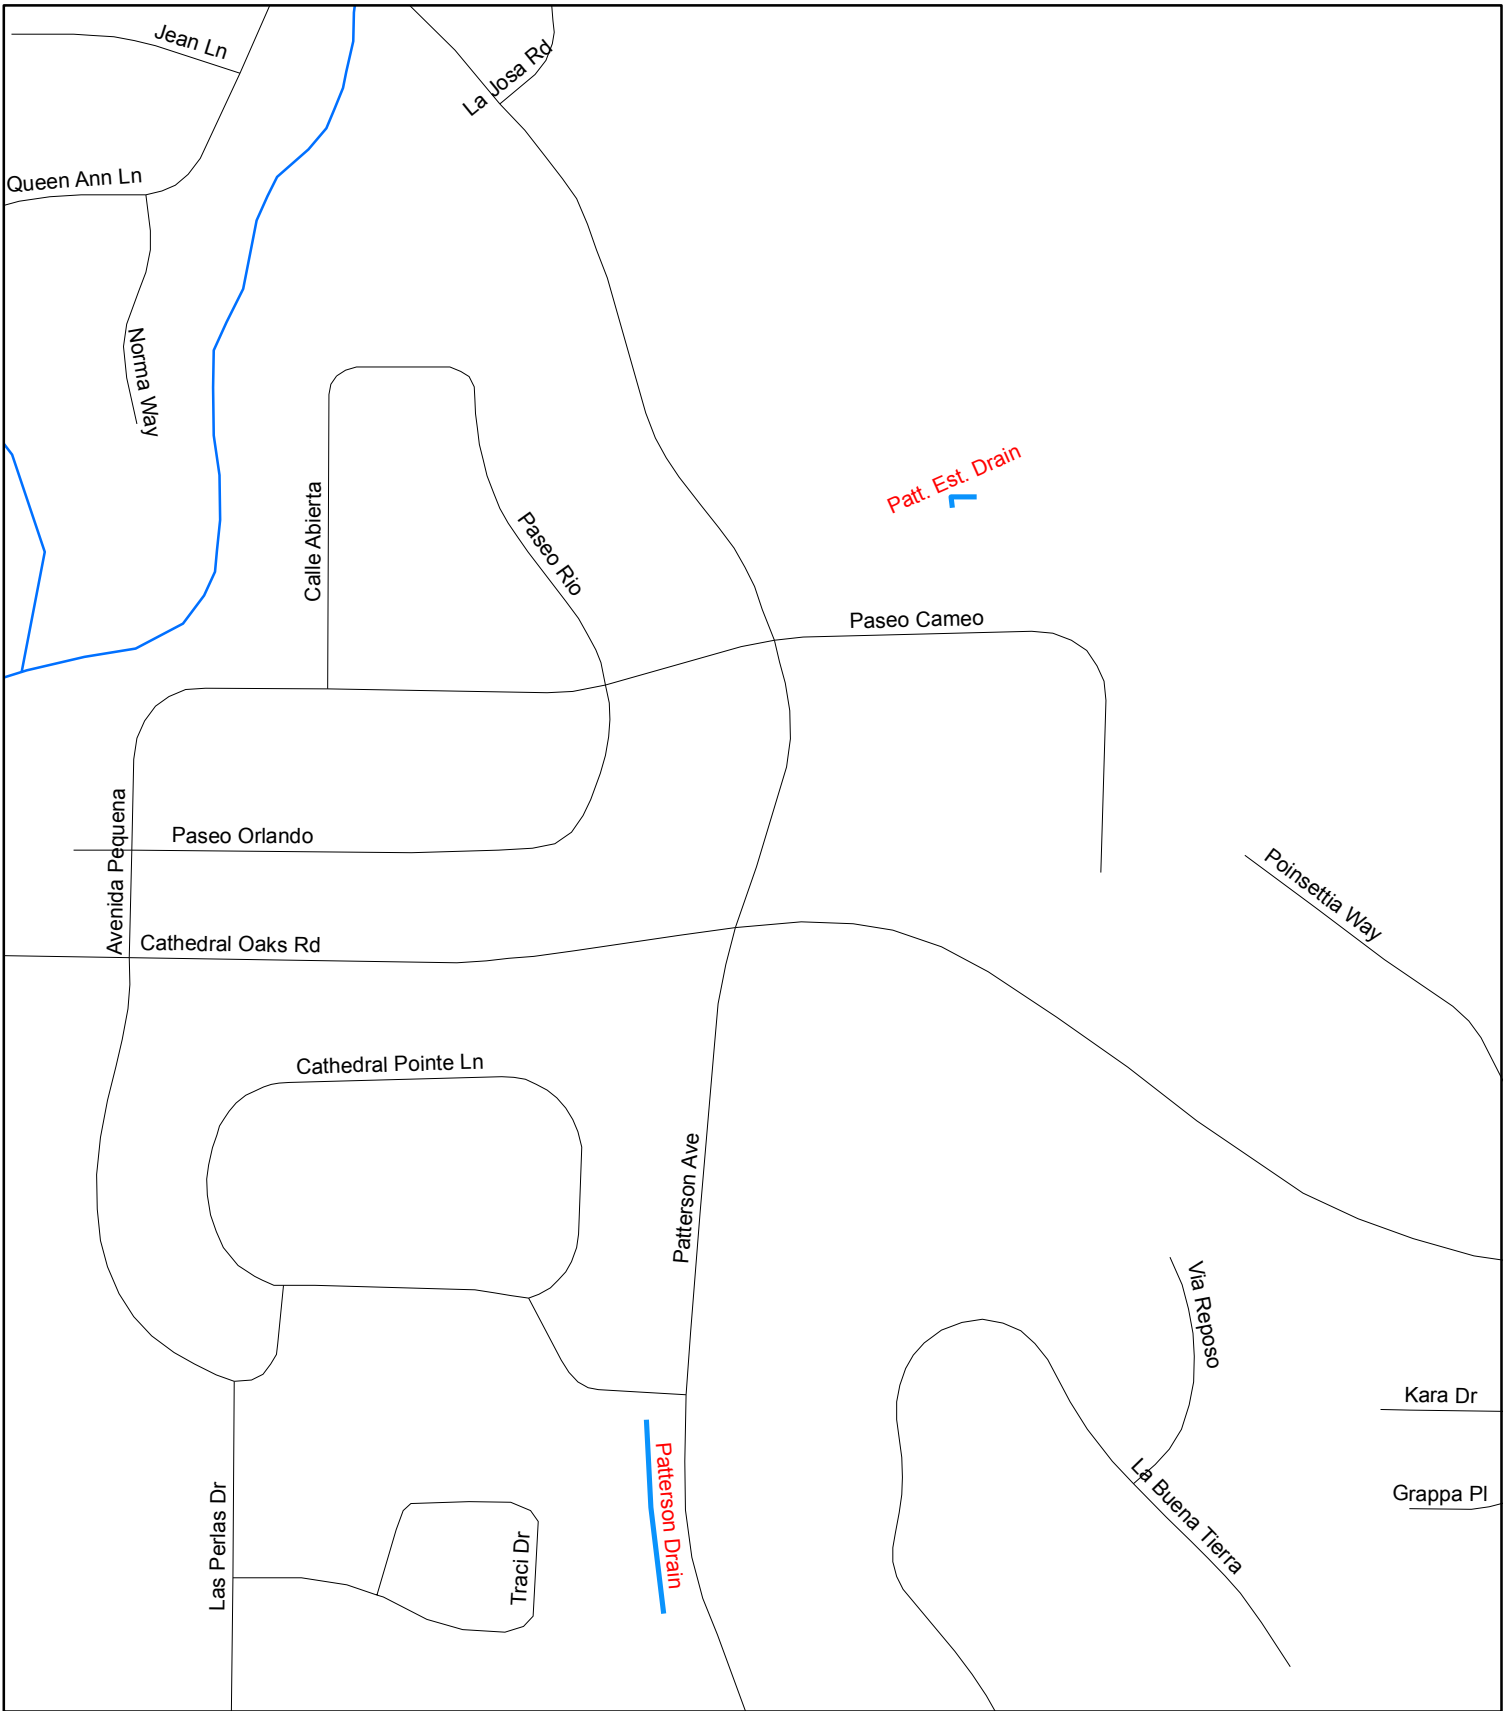 Jean Ln
La Josa Rd
Queen Ann Ln
Norma Way
Patt. Est. Drain
Calle Abierta
Paseo Rio
Paseo Cameo
Avenida Pequena
Paseo Orlando
Poinsettia Way
Cathedral Oaks Rd
Cathedral Pointe Ln
Patterson Ave
Via Reposo
Kara Dr
La Buena Tierra
Grappa Pl
Patterson Drain
Las Perlas Dr
Traci Dr